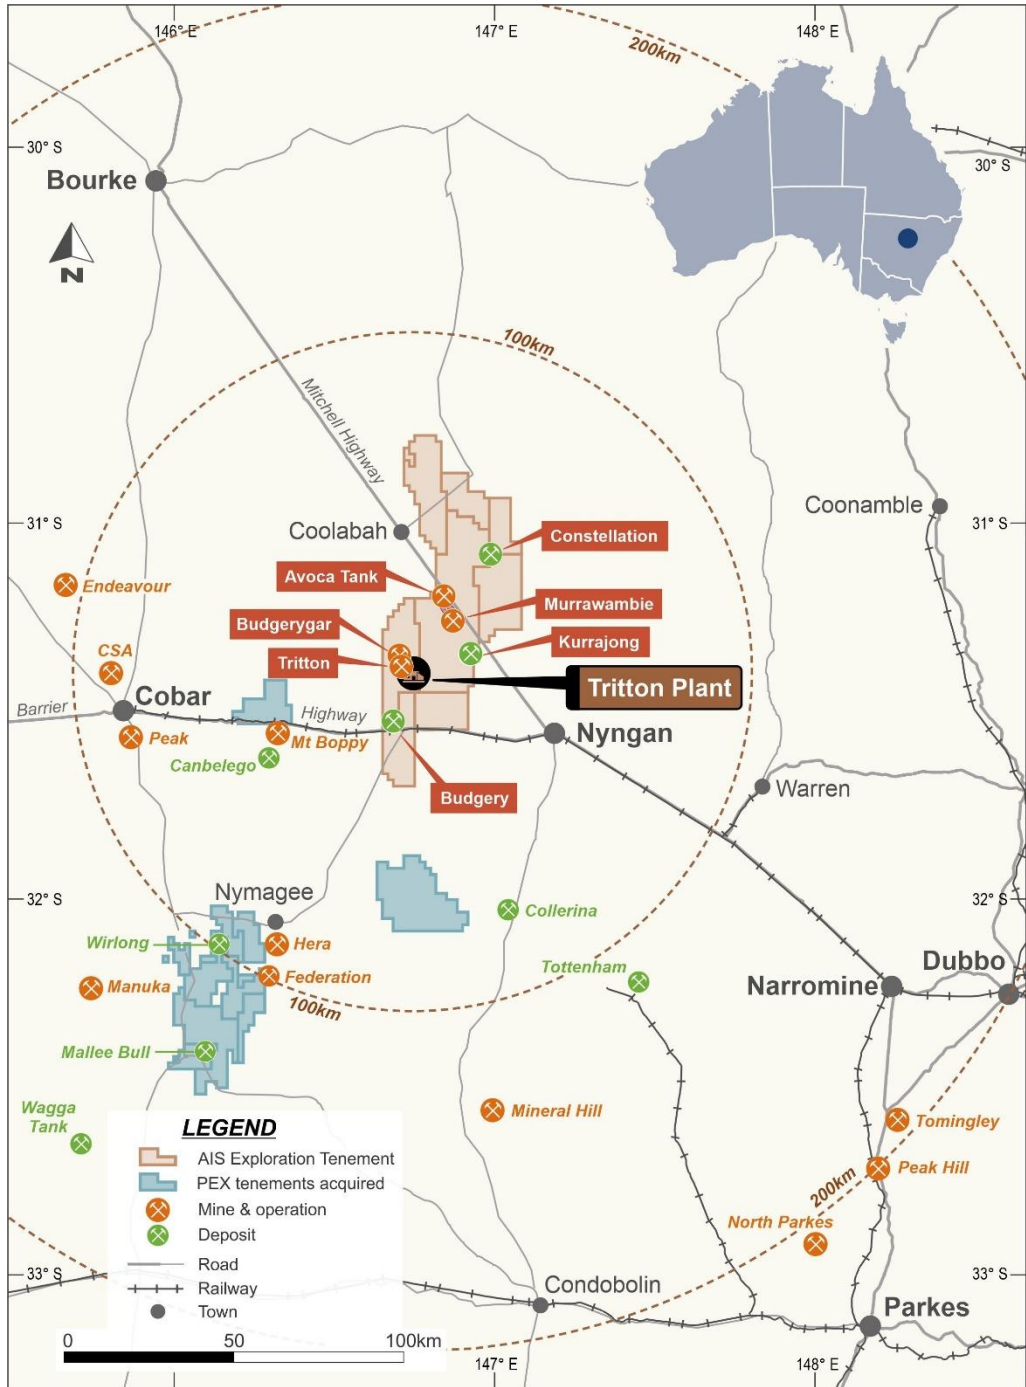 146° E
147° E
148° E
200km
30° S
30° S
Bourke
N
100km
Mitchell Highway
Coonamble
31° S
31° S
Coolabah
Constellation
Avoca Tank
Endeavour
Murrawambie
Budgerygar
Kurrajong
Tritton
CSA
Tritton Plant
Cobar
Barrier
Highway
Nyngan
Peak
Mt Boppy
Canbelego
Warren
Budgery
32° S
32° S
Nymagee
Collerina
Wirlong
Hera
Dubbo
Tottenham
Federation
Narromine
Manuka
100km
Mallee Bull
Wagga
Tank
Mineral Hill
Tomingley
LEGEND
AIS Exploration Tenement
PEX tenements acquired
Mine & operation
Deposit
Road
Railway
Town
Peak Hill
200km
North Parkes
33° S
33° S
Condobolin
Parkes
0
50
100km
147° E
148° E